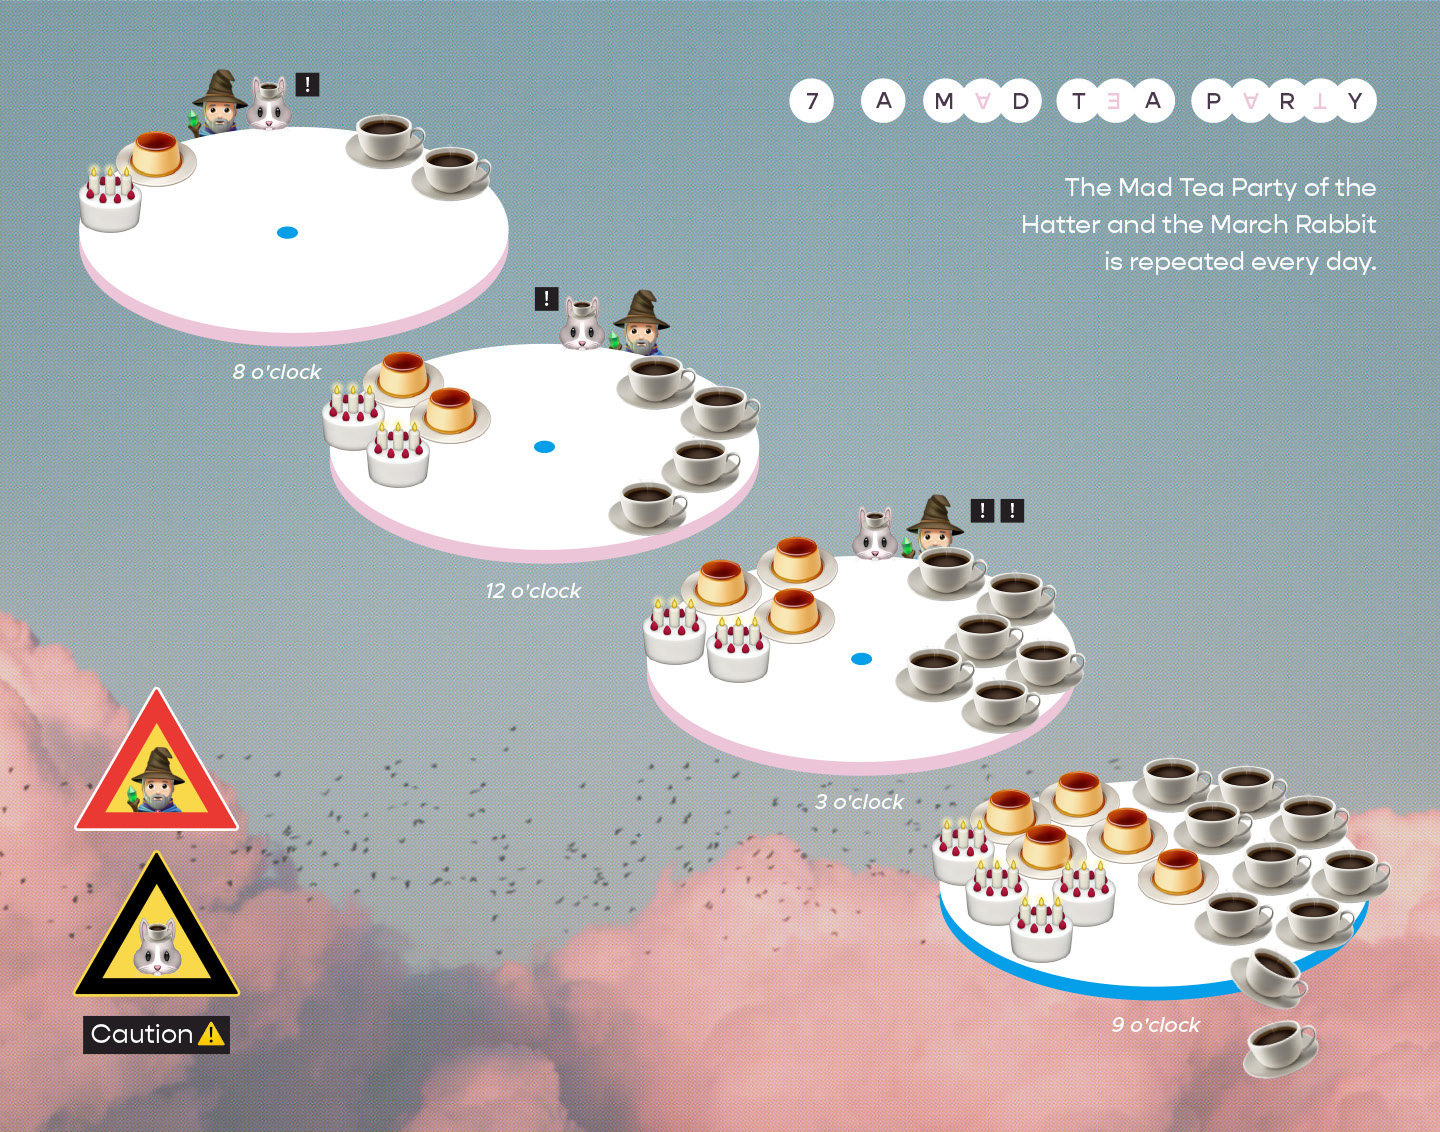 7 A MAD TEA PARTY
The Mad Tea Party of the
Hatter and the March Rabbit
is repeated every day.
!
8 o'clock
!
12 o'clock
! !
3 o'clock
9 o'clock
Caution ⚠